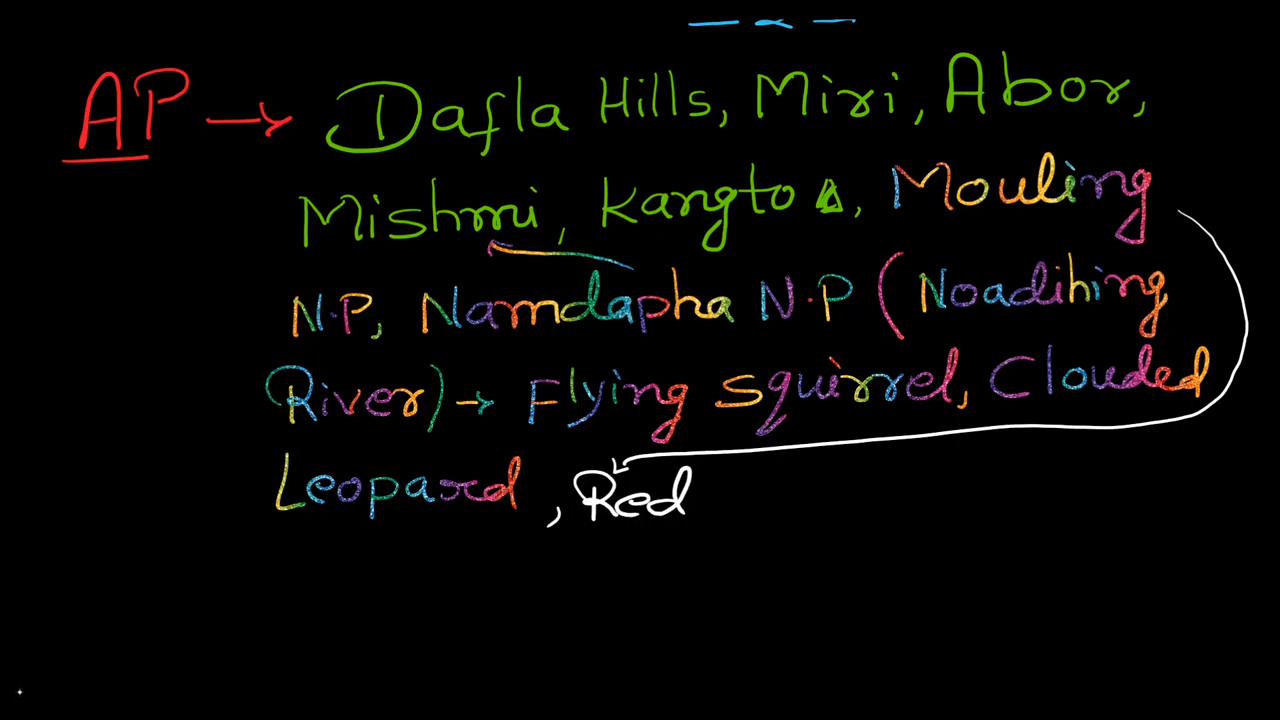 AP → Dafla Hills, Miri, Abor,
Mishmi, Kangto ▲, Mouling
N.P, Namdapha N.P (Noadihing
River) → Flying squirrel, Clouded
Leopard, Red